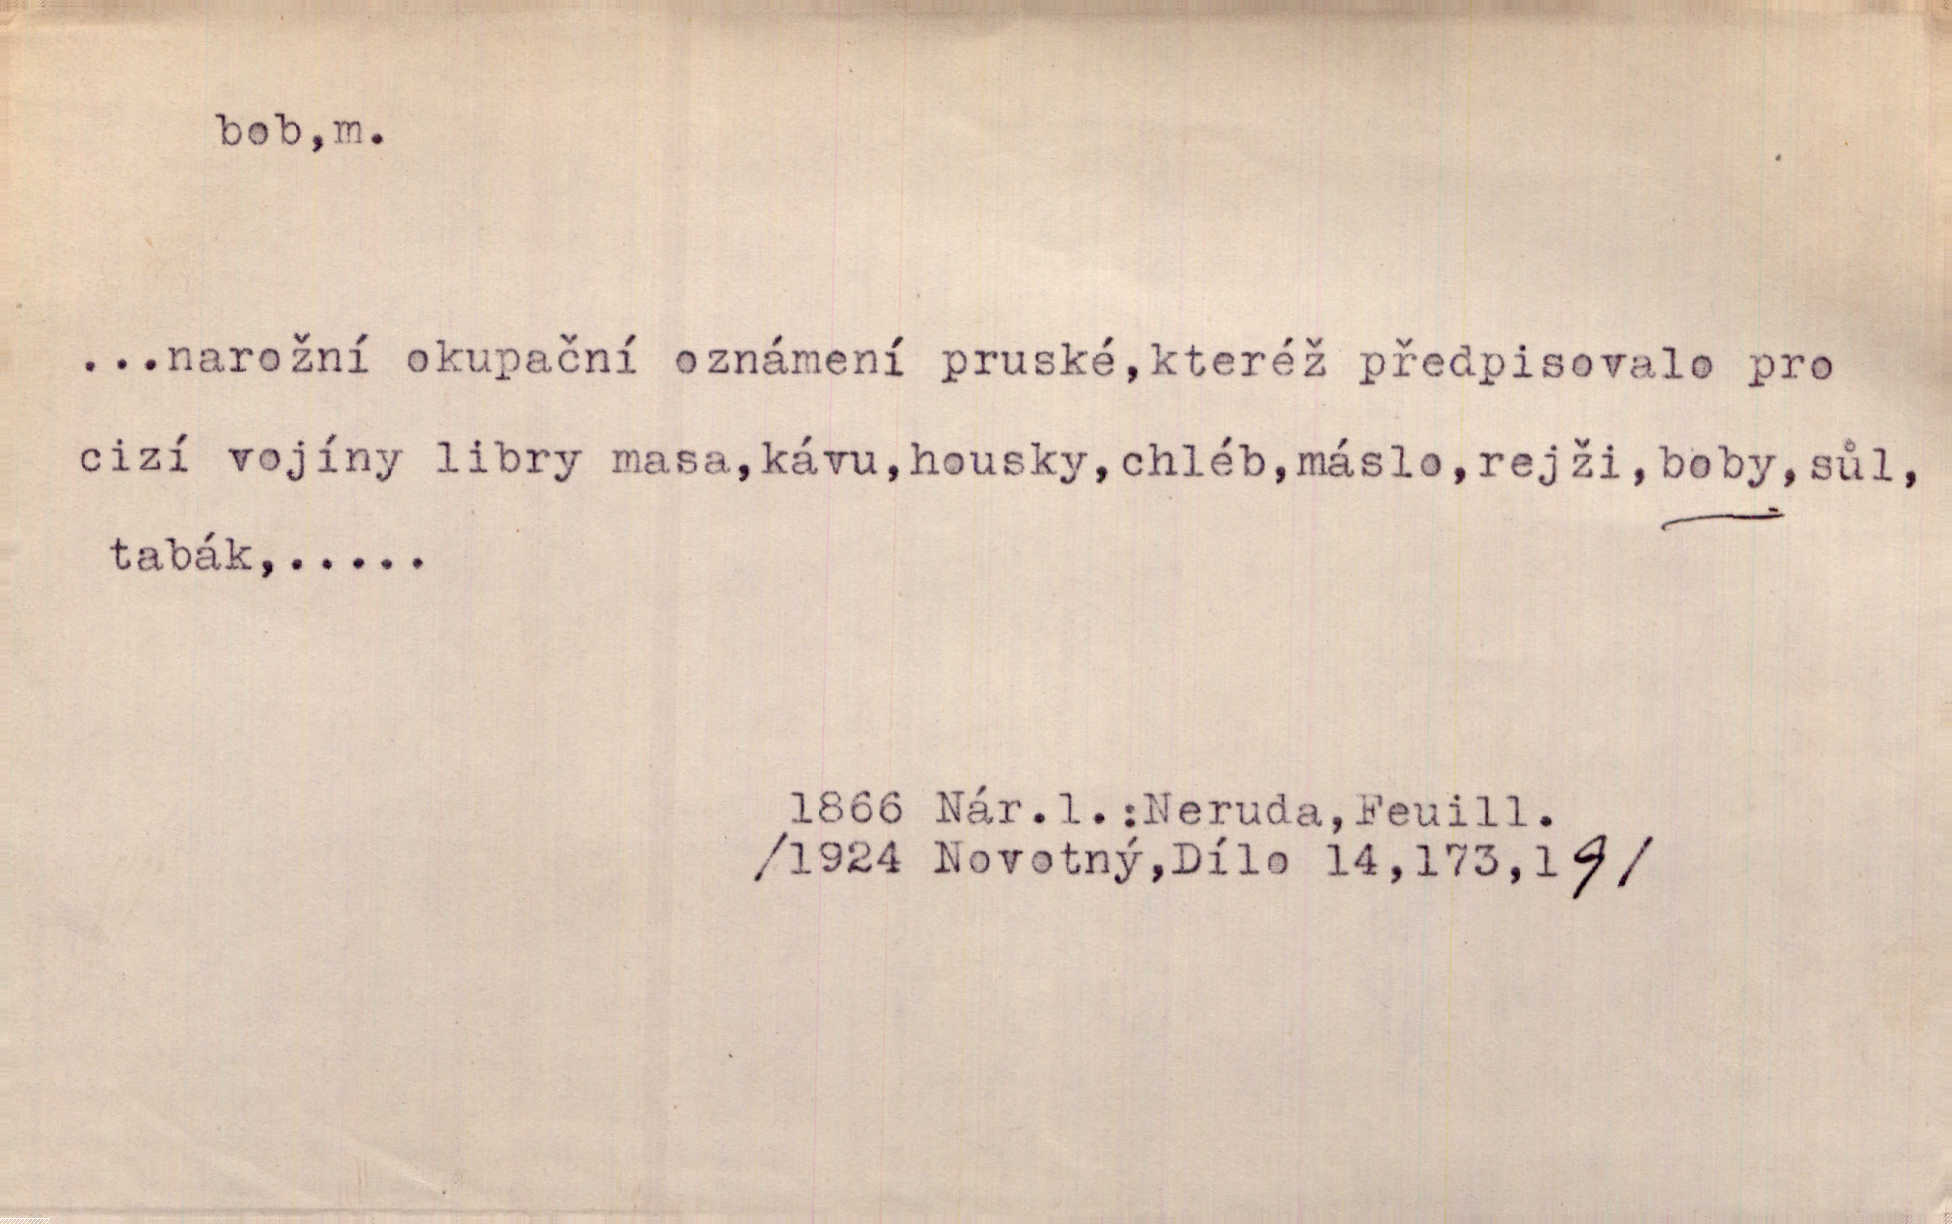 bob,m.
...narožní okupační oznámení pruské,kteréž předpisovalo pro
cizí vojíny libry masa,kávu,housky,chléb,máslo,rejži,boby,sůl,
tabák,.....
1866 Nár.l.:Neruda,Feuill.
/1924 Novotný,Dílo 14,173,19/